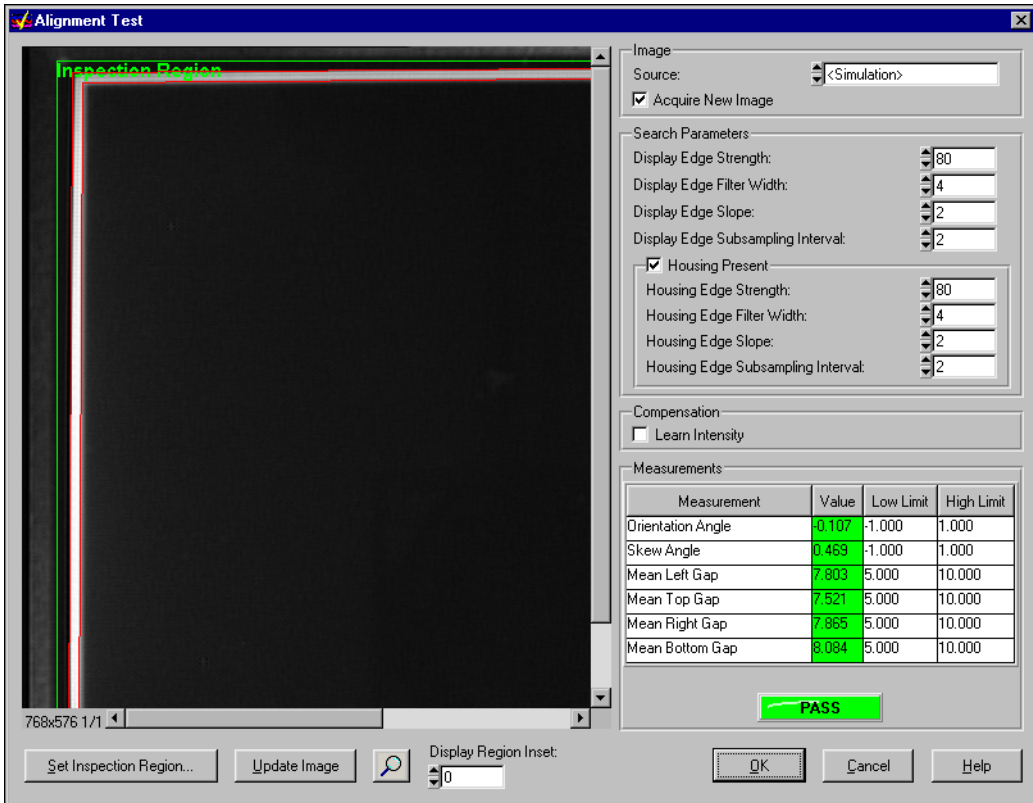 Alignment Test
Inspection Region
768x576 1/1
Set Inspection Region...
Update Image
Display Region Inset:
0
Image
Source:
<Simulation>
Acquire New Image
Search Parameters
Display Edge Strength:
80
Display Edge Filter Width:
4
Display Edge Slope:
2
Display Edge Subsampling Interval:
2
Housing Present
Housing Edge Strength:
80
Housing Edge Filter Width:
4
Housing Edge Slope:
2
Housing Edge Subsampling Interval:
2
Compensation
Learn Intensity
Measurements
Measurement Value Low Limit High Limit
Orientation Angle -0.107 -1.000 1.000
Skew Angle 0.469 -1.000 1.000
Mean Left Gap 7.803 5.000 10.000
Mean Top Gap 7.521 5.000 10.000
Mean Right Gap 7.865 5.000 10.000
Mean Bottom Gap 8.084 5.000 10.000
PASS
OK
Cancel
Help